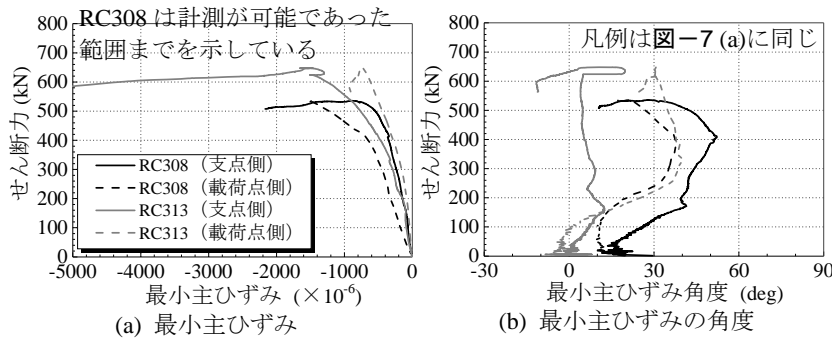 RC308 は計測が可能であった
範囲までを示している
800
700
600
500
400
300
200
100
0
せん断力 (kN)
RC308（支点側）
RC308（載荷点側）
RC313（支点側）
RC313（載荷点側）
-5000 -4000 -3000 -2000 -1000 0
最小主ひずみ (×10⁻⁶)
(a) 最小主ひずみ
凡例は図－7 (a)に同じ
800
700
600
500
400
300
200
100
0
せん断力 (kN)
-30 0 30 60 90
最小主ひずみ角度 (deg)
(b) 最小主ひずみの角度